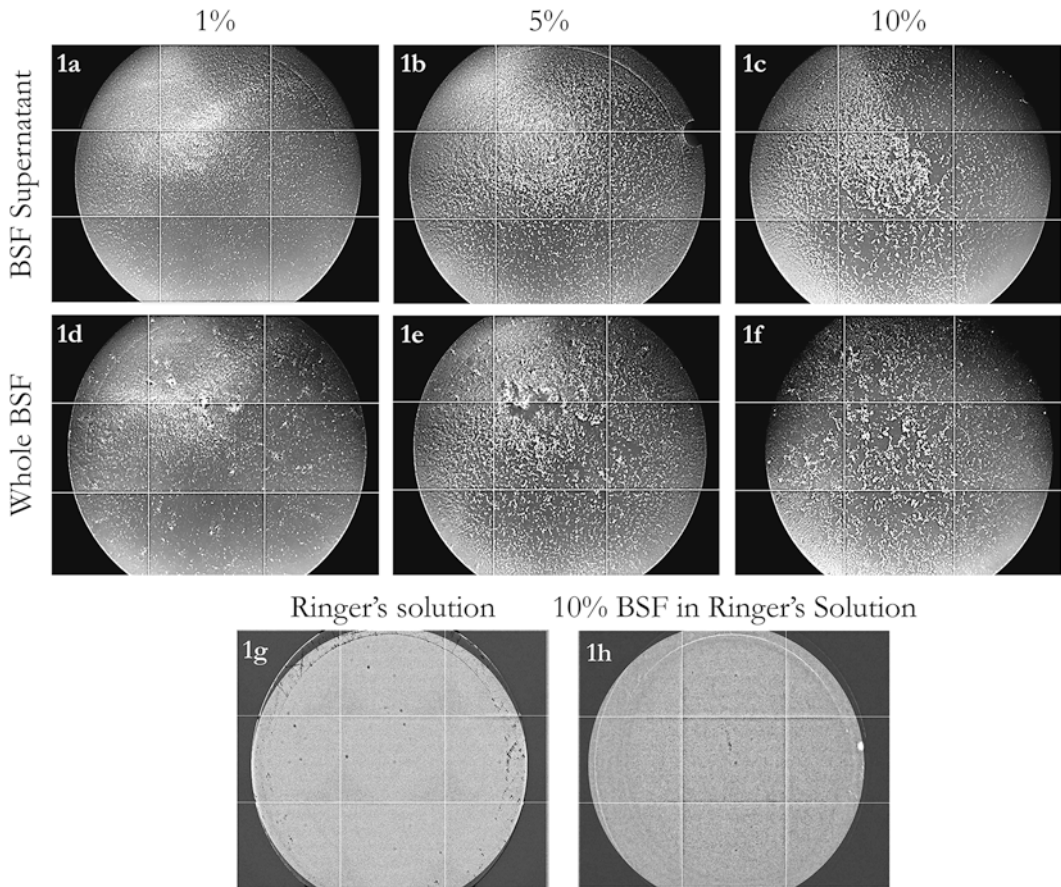 1% 5% 10%
BSF Supernatant
1a 1b 1c
Whole BSF
1d 1e 1f
Ringer's solution 10% BSF in Ringer's Solution
1g 1h